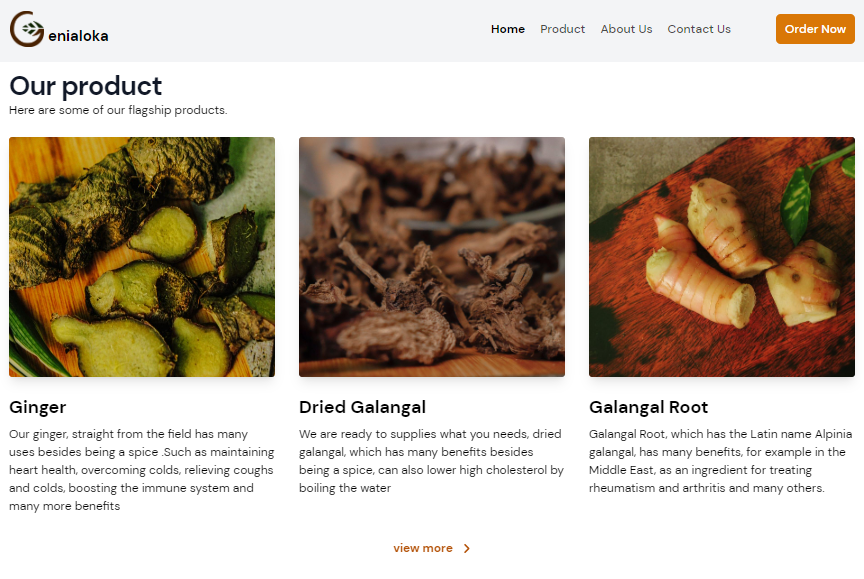 Genialoka
Home Product About Us Contact Us Order Now
Our product
Here are some of our flagship products.
Ginger
Our ginger, straight from the field has many
uses besides being a spice .Such as maintaining
heart health, overcoming colds, relieving coughs
and colds, boosting the immune system and
many more benefits
Dried Galangal
We are ready to supplies what you needs, dried
galangal, which has many benefits besides
being a spice, can also lower high cholesterol by
boiling the water
Galangal Root
Galangal Root, which has the Latin name Alpinia
galangal, has many benefits, for example in the
Middle East, as an ingredient for treating
rheumatism and arthritis and many others.
view more